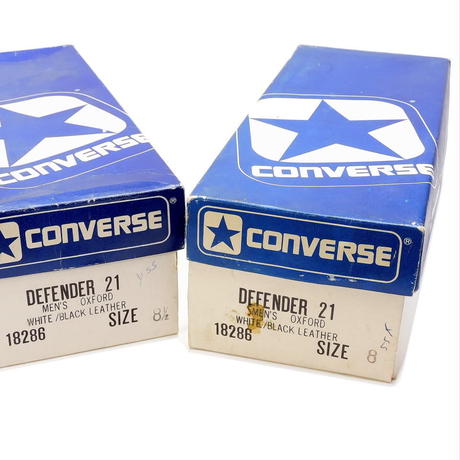 CONVERSE
CONVERSE®
DEFENDER 21
MEN'S OXFORD
WHITE/BLACK LEATHER
18286 SIZE 8½
CONVERSE®
CONVERSE®
DEFENDER 21
MEN'S OXFORD
WHITE/BLACK LEATHER
18286 SIZE 8